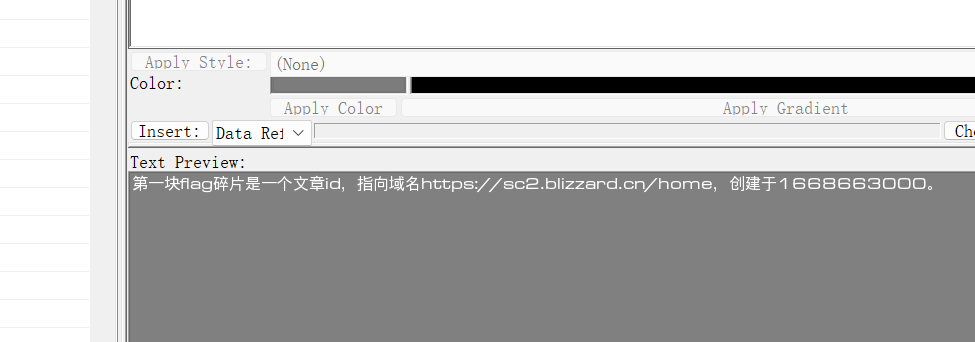 Apply Style: (None)
Color:
Apply Color Apply Gradient
Insert: Data Ref
Text Preview:
第一块flag碎片是一个文章id，指向域名https://sc2.blizzard.cn/home，创建于1668663000。